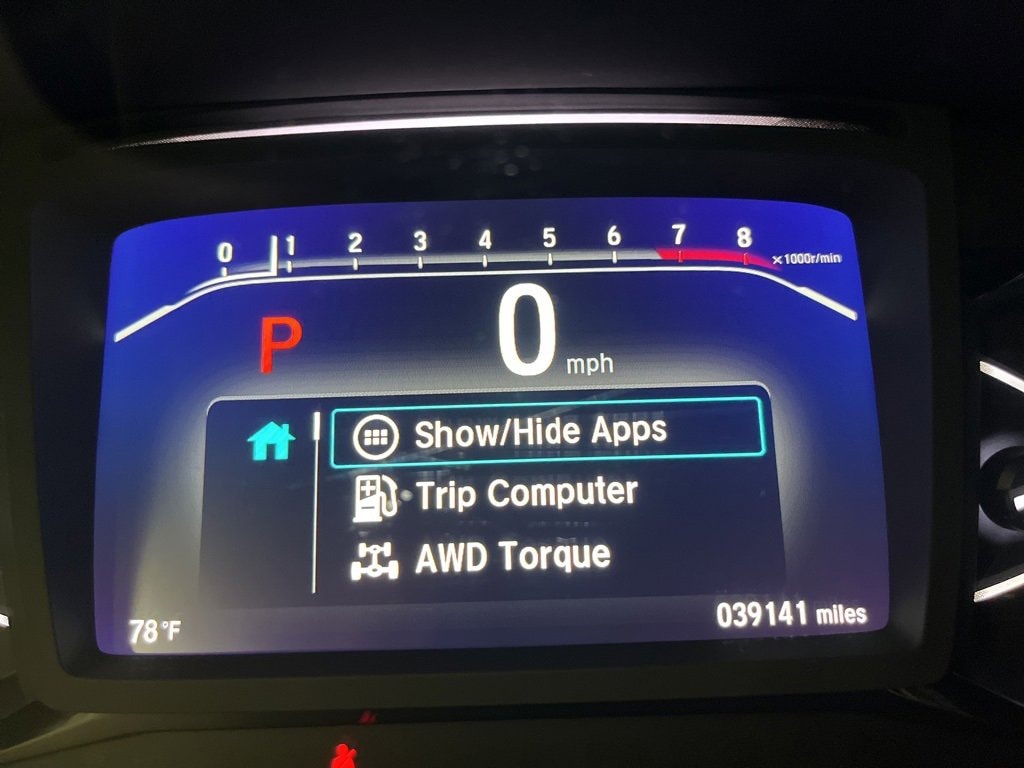 0 1 2 3 4 5 6 7 8 ×1000r/min
P 0 mph
Show/Hide Apps
Trip Computer
AWD Torque
78°F 039141 miles